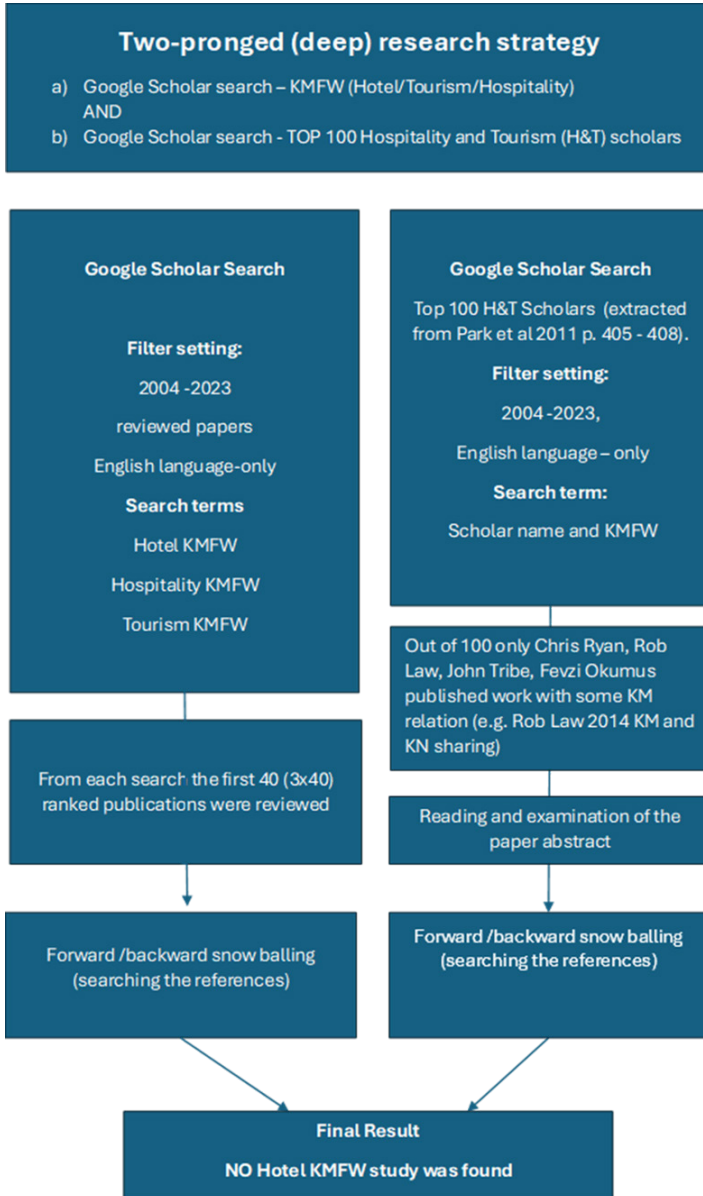 Two-pronged (deep) research strategy
a) Google Scholar search – KMFW (Hotel/Tourism/Hospitality)
AND
b) Google Scholar search - TOP 100 Hospitality and Tourism (H&T) scholars
Google Scholar Search
Filter setting:
2004 -2023
reviewed papers
English language-only
Search terms
Hotel KMFW
Hospitality KMFW
Tourism KMFW
From each search the first 40 (3x40)
ranked publications were reviewed
Forward /backward snow balling
(searching the references)
Google Scholar Search
Top 100 H&T Scholars (extracted
from Park et al 2011 p. 405 - 408).
Filter setting:
2004 -2023,
English language – only
Search term:
Scholar name and KMFW
Out of 100 only Chris Ryan, Rob
Law, John Tribe, Fevzi Okumus
published work with some KM
relation (e.g. Rob Law 2014 KM and
KN sharing)
Reading and examination of the
paper abstract
Forward /backward snow balling
(searching the references)
Final Result
NO Hotel KMFW study was found